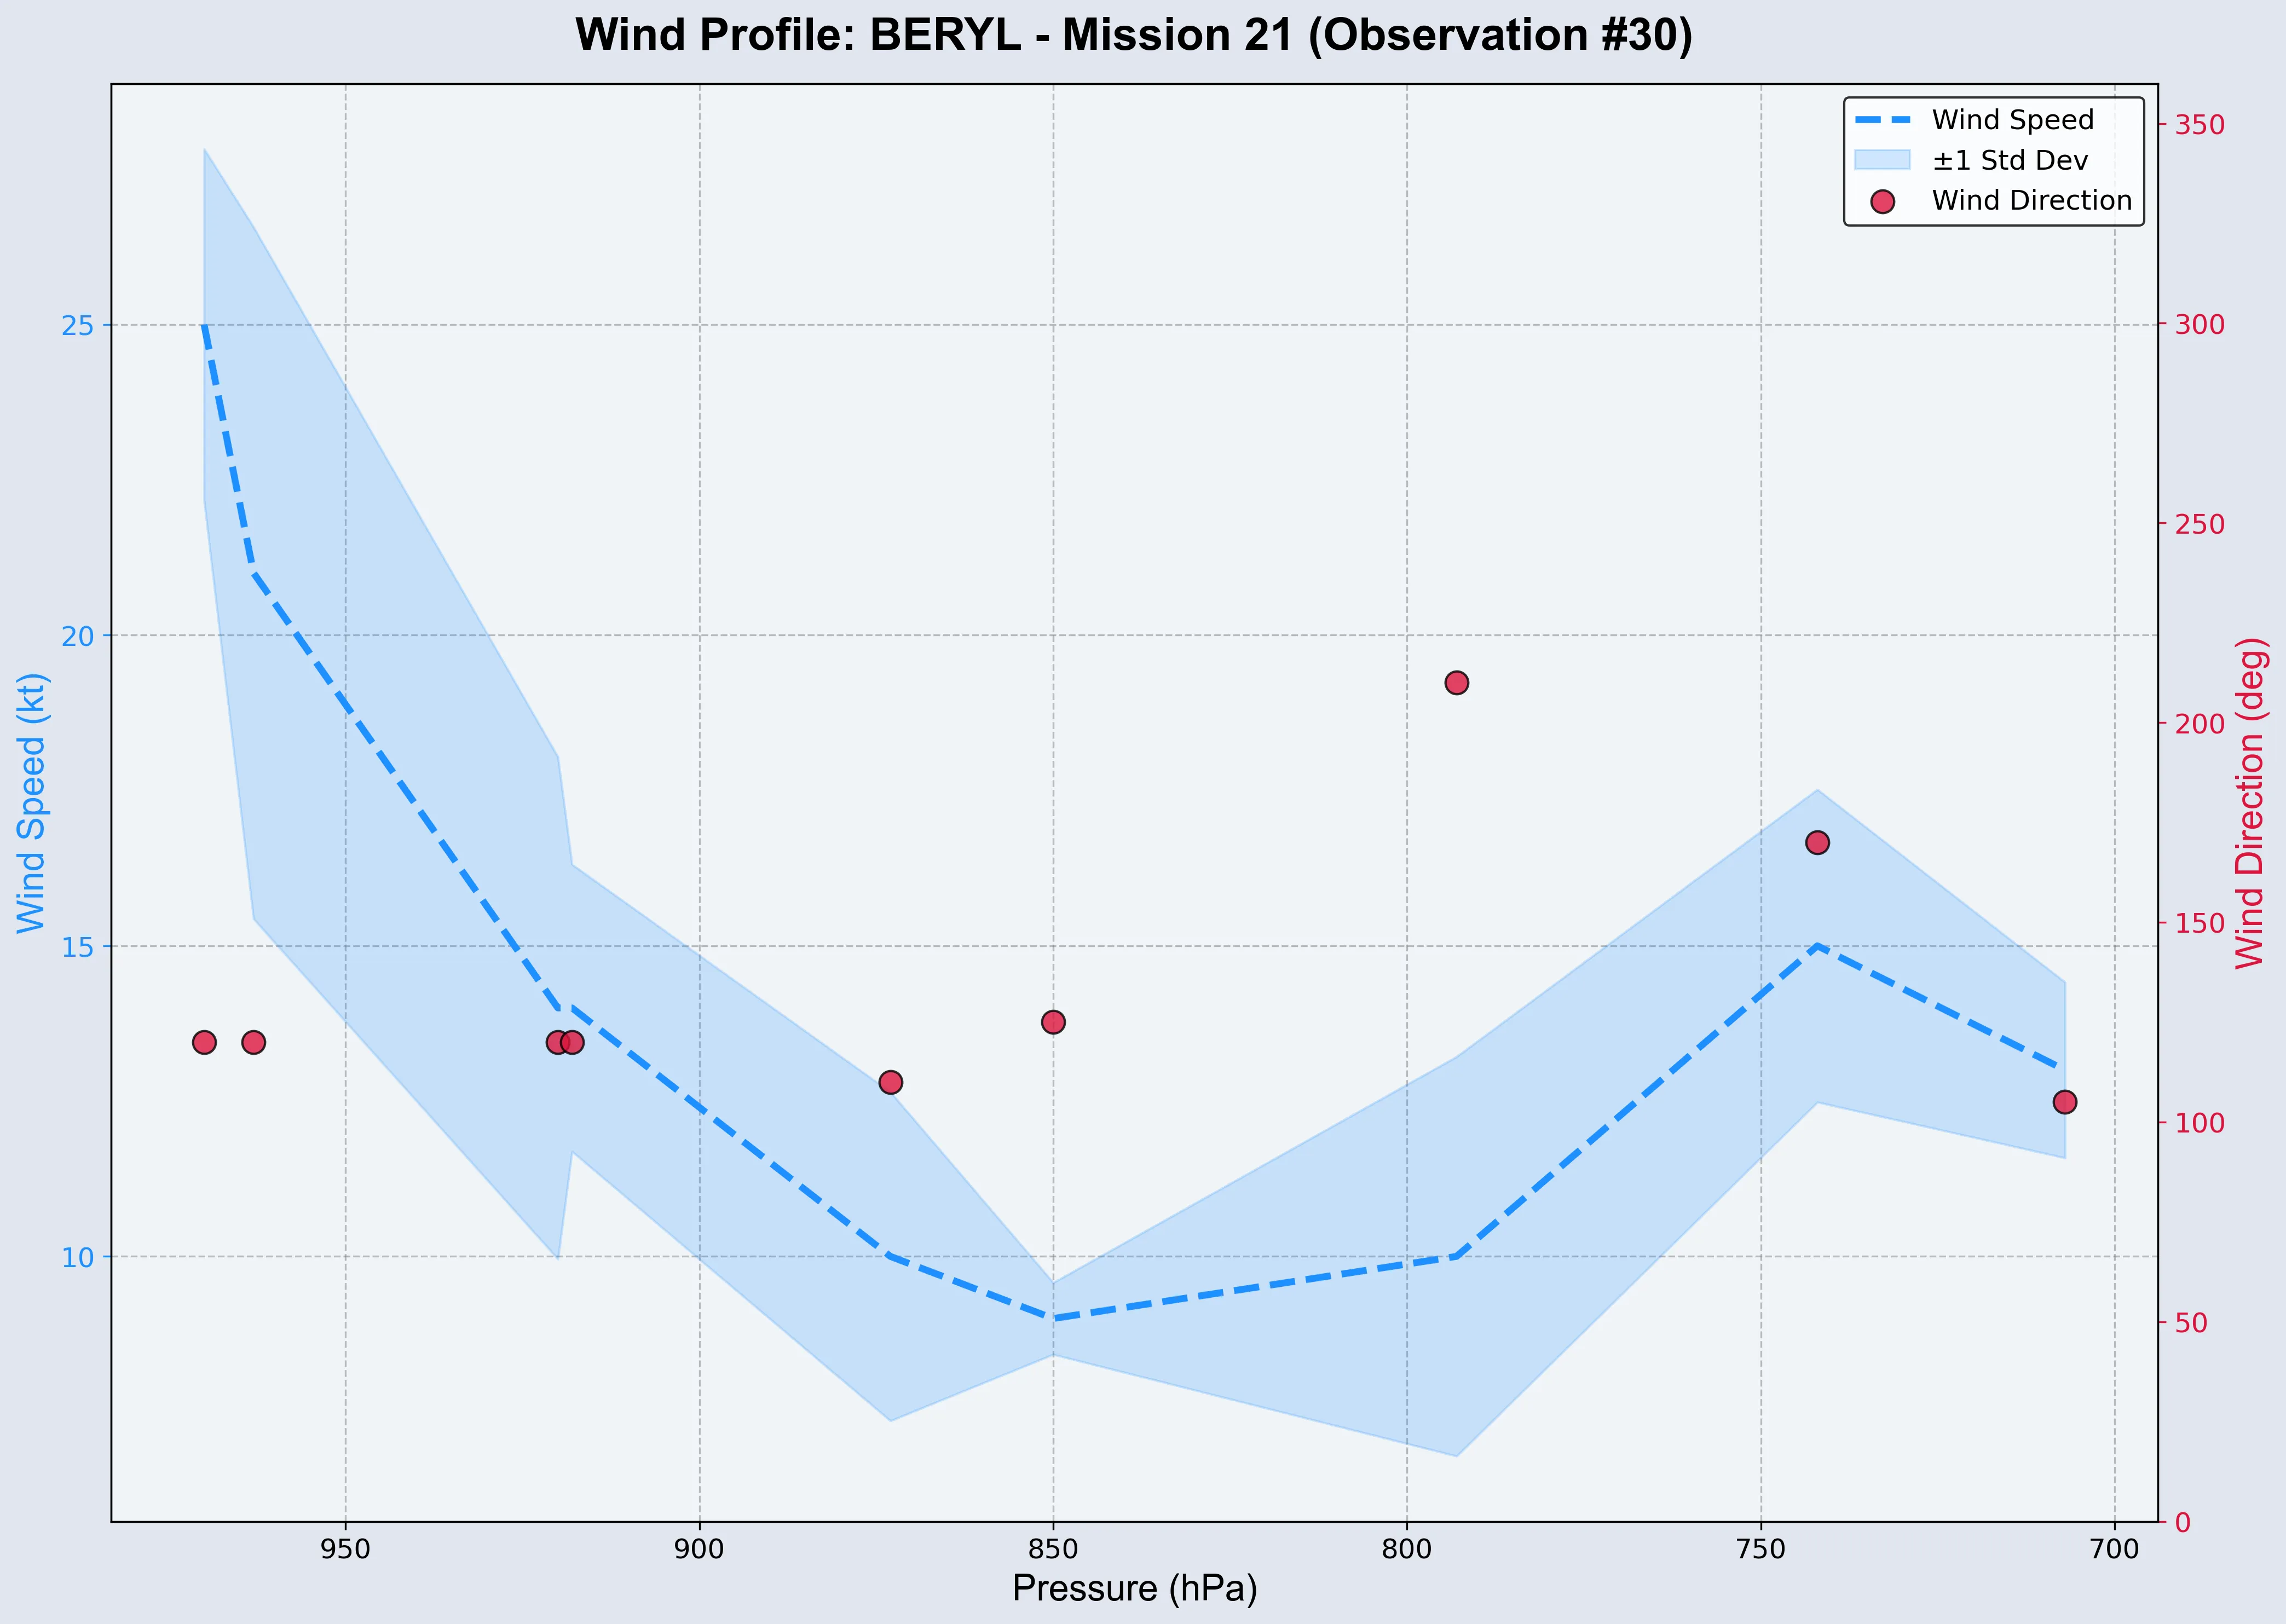 Wind Profile: BERYL - Mission 21 (Observation #30)
Wind Speed
±1 Std Dev
Wind Direction
Wind Speed (kt)
25
20
15
10
350
300
250
200
150
100
50
0
Wind Direction (deg)
950
900
850
800
750
700
Pressure (hPa)